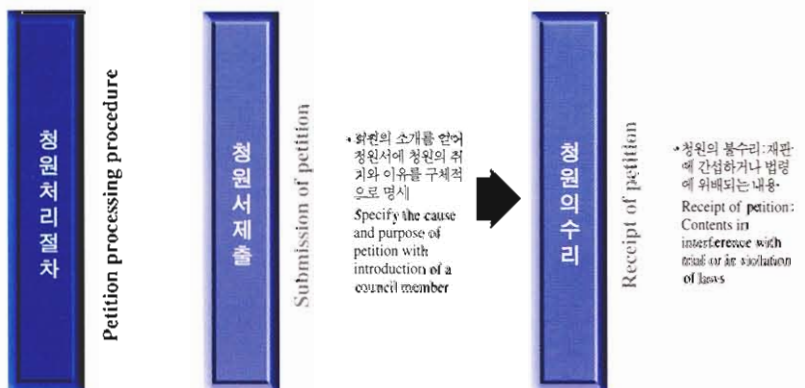 청원처리절차
Petition processing procedure
청원서제출
Submission of petition
• 의원의 소개를 얻어
청원서에 청원의 취
지와 이유를 구체적
으로 명시
Specify the cause
and purpose of
petition with
introduction of a
council member
청원의수리
Receipt of petition
• 청원의 불수리:재판
에 간섭하거나 법령
에 위배되는 내용
Receipt of petition:
Contents in
interference with
trial or in violation
of laws